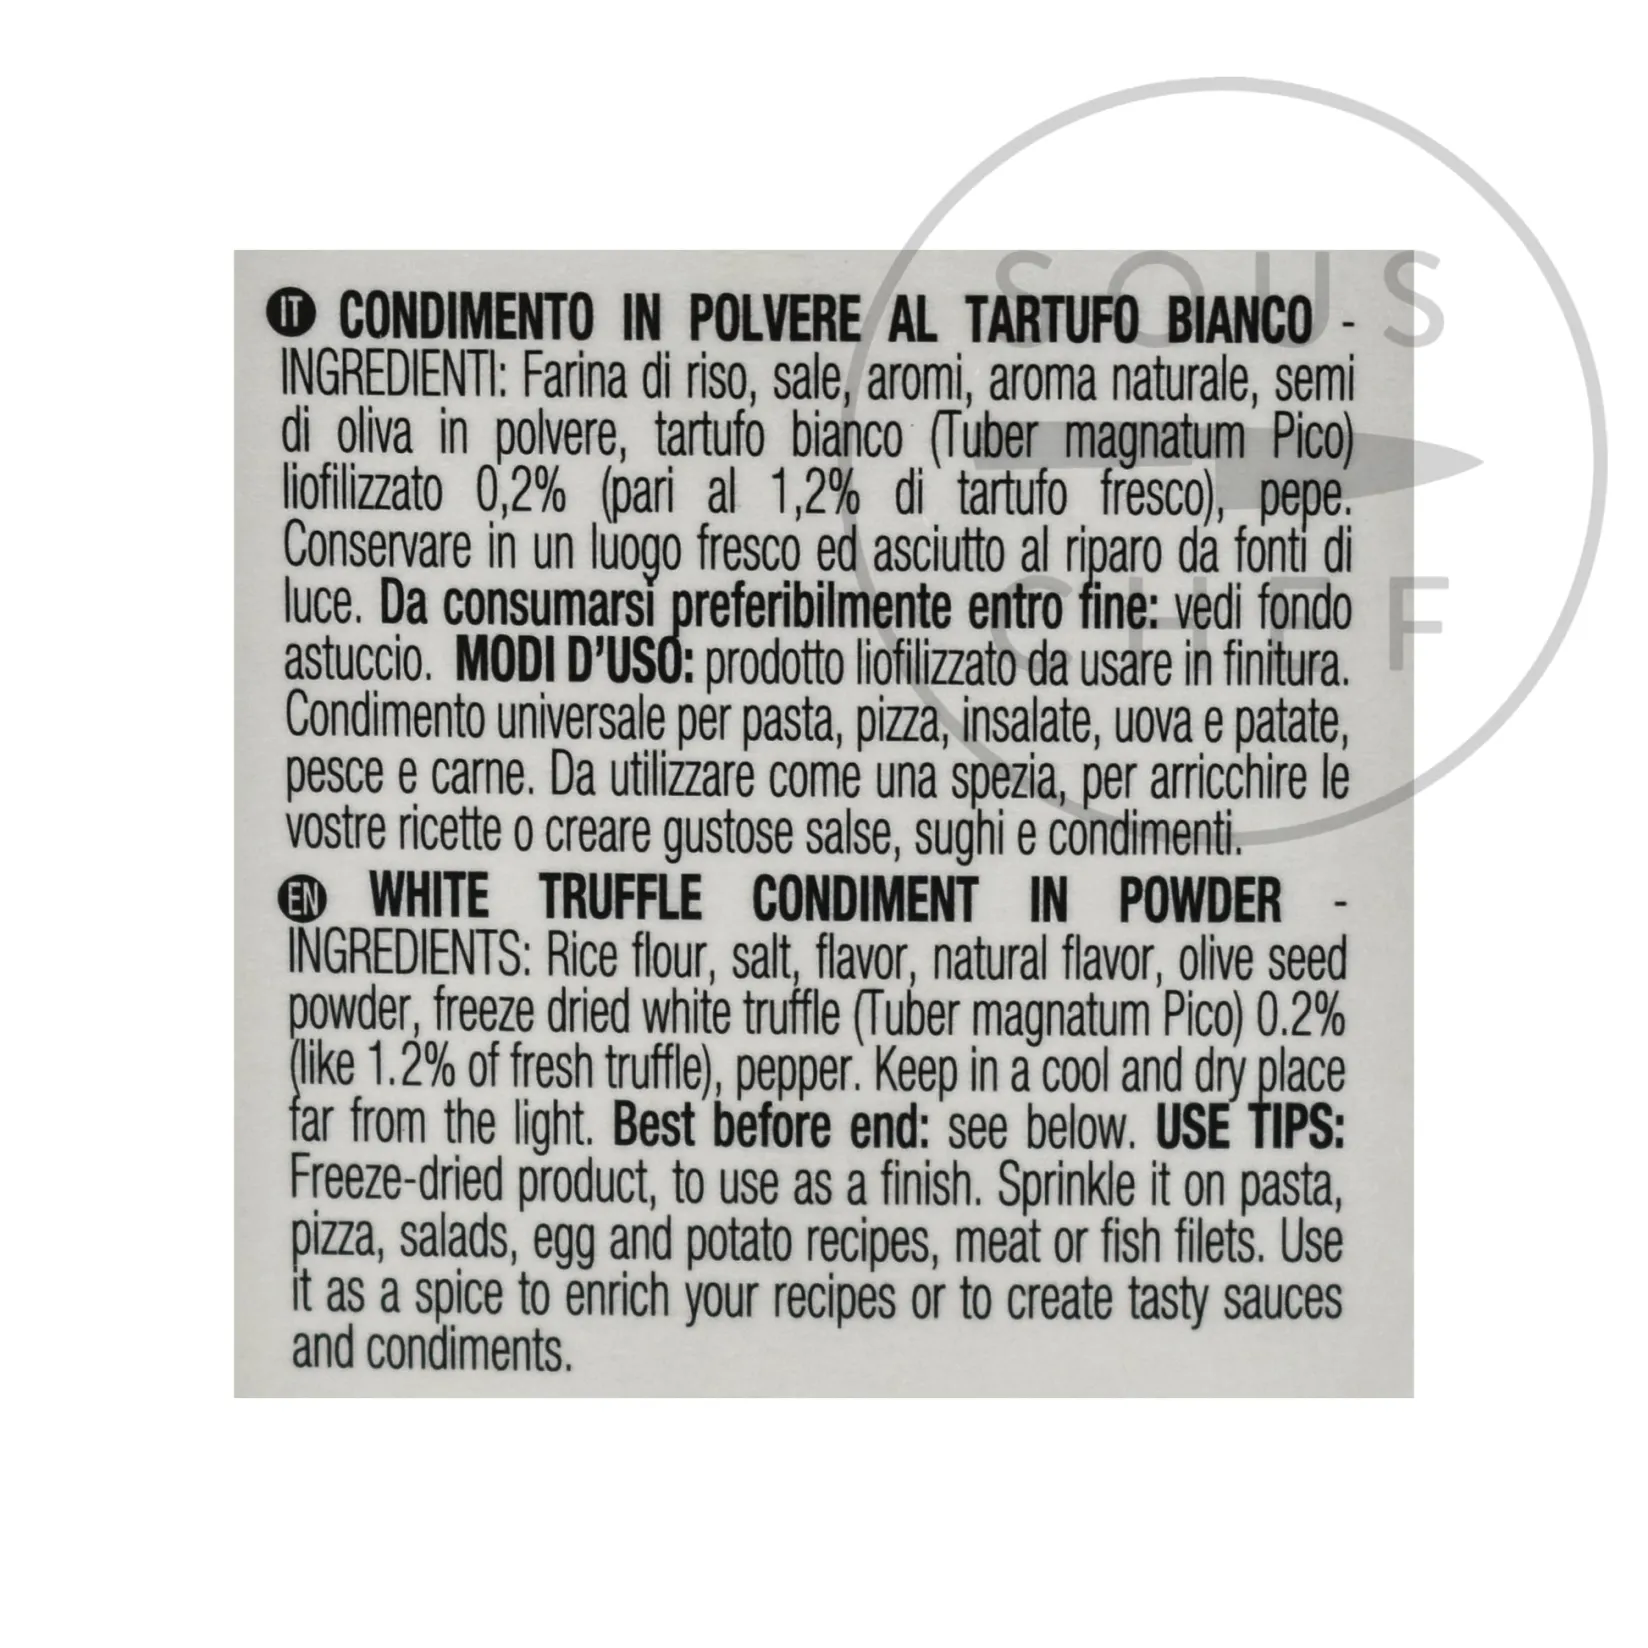 IT CONDIMENTO IN POLVERE AL TARTUFO BIANCO -
INGREDIENTI: Farina di riso, sale, aromi, aroma naturale, semi
di oliva in polvere, tartufo bianco (Tuber magnatum Pico)
liofilizzato 0,2% (pari al 1,2% di tartufo fresco), pepe.
Conservare in un luogo fresco ed asciutto al riparo da fonti di
luce. Da consumarsi preferibilmente entro fine: vedi fondo
astuccio. MODI D'USO: prodotto liofilizzato da usare in finitura.
Condimento universale per pasta, pizza, insalate, uova e patate,
pesce e carne. Da utilizzare come una spezia, per arricchire le
vostre ricette o creare gustose salse, sughi e condimenti.
EN WHITE TRUFFLE CONDIMENT IN POWDER -
INGREDIENTS: Rice flour, salt, flavor, natural flavor, olive seed
powder, freeze dried white truffle (Tuber magnatum Pico) 0.2%
(like 1.2% of fresh truffle), pepper. Keep in a cool and dry place
far from the light. Best before end: see below. USE TIPS:
Freeze-dried product, to use as a finish. Sprinkle it on pasta,
pizza, salads, egg and potato recipes, meat or fish filets. Use
it as a spice to enrich your recipes or to create tasty sauces
and condiments.
SOUS
CHEF